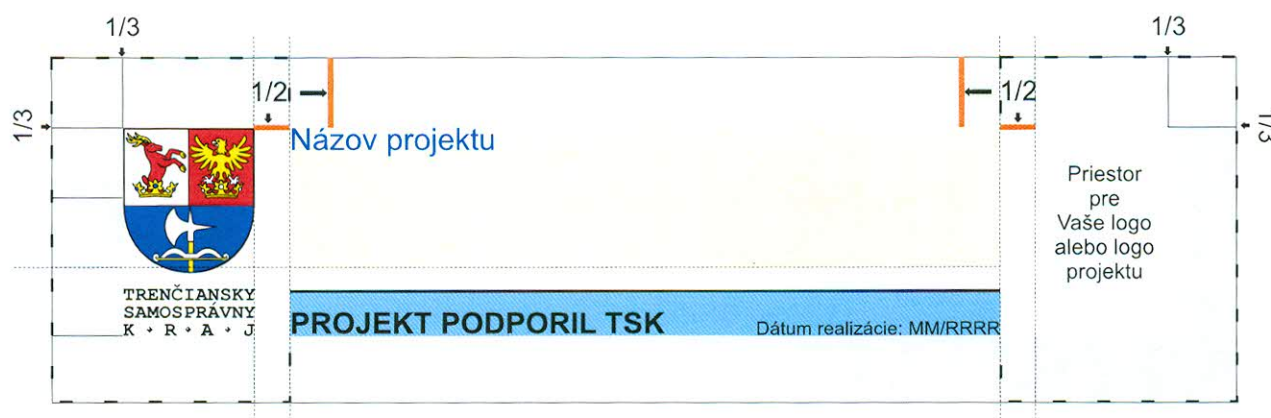 1/3
1/3
1/2
1/2
1/3
1/3
Názov projektu
Priestor
pre
Vaše logo
alebo logo
projektu
TRENČIANSKY
SAMOSPRÁVNY
K · R · A · J
PROJEKT PODPORIL TSK
Dátum realizácie: MM/RRRR